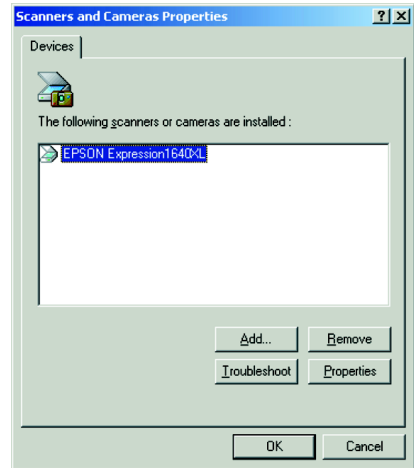 Scanners and Cameras Properties
Devices
The following scanners or cameras are installed :
EPSON Expression1640XL
Add... Remove
Troubleshoot Properties
OK Cancel